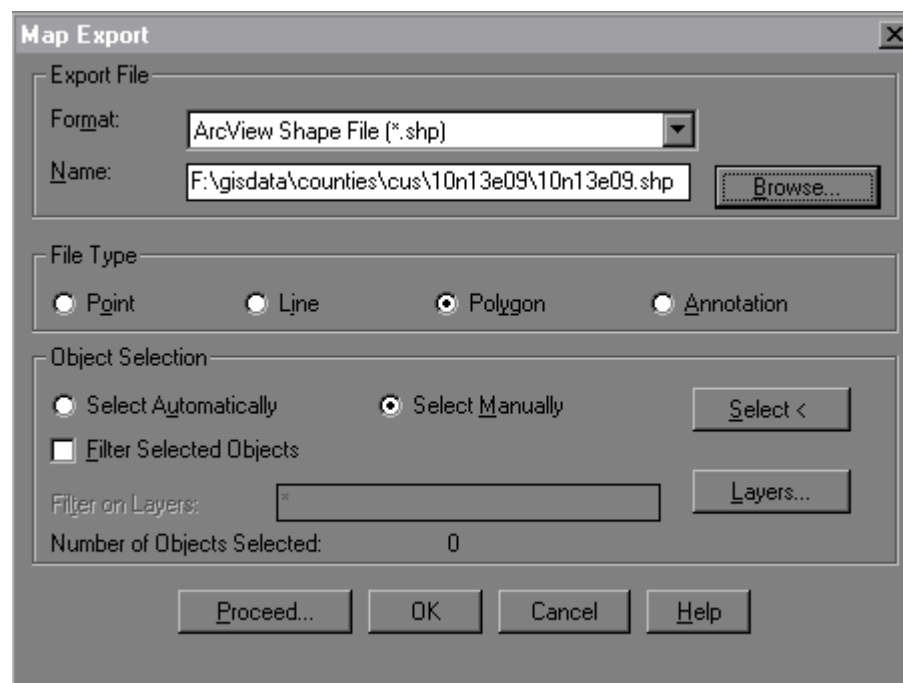 Map Export
Export File
Format:
ArcView Shape File (*.shp)
Name:
F:\gisdata\counties\cus\10n13e09\10n13e09.shp
Browse...
File Type
Point
Line
Polygon
Annotation
Object Selection
Select Automatically
Select Manually
Select <
Filter Selected Objects
Filter on Layers:
*
Layers...
Number of Objects Selected:
0
Proceed...
OK
Cancel
Help